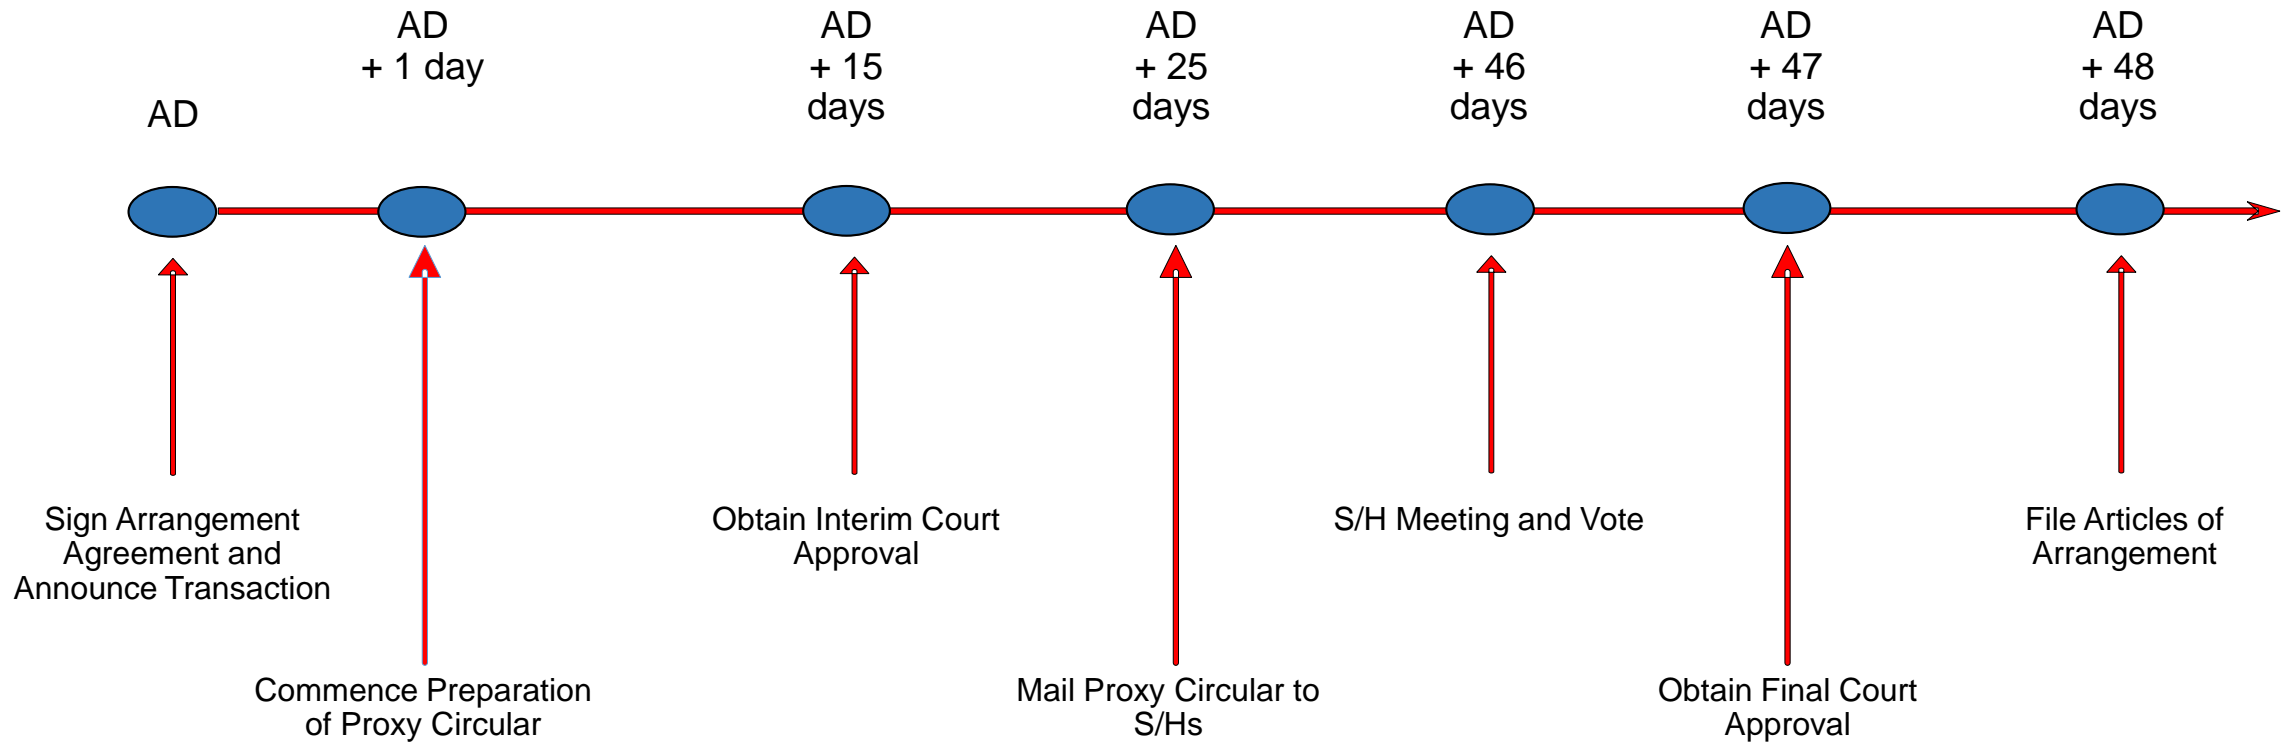 AD
AD
+ 1 day
AD
+ 15
days
AD
+ 25
days
AD
+ 46
days
AD
+ 47
days
AD
+ 48
days
Sign Arrangement
Agreement and
Announce Transaction
Commence Preparation
of Proxy Circular
Obtain Interim Court
Approval
Mail Proxy Circular to
S/Hs
S/H Meeting and Vote
Obtain Final Court
Approval
File Articles of
Arrangement